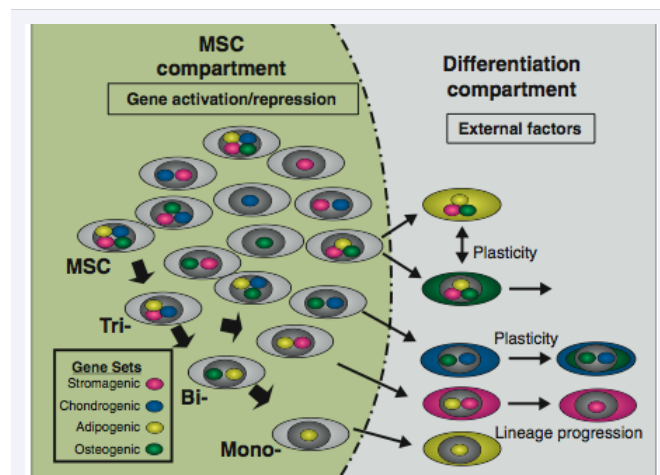 MSC
compartment
Gene activation/repression
Differentiation
compartment
External factors
MSC
Tri-
Bi-
Mono-
Plasticity
Plasticity
Lineage progression
Gene Sets
Stromagenic
Chondrogenic
Adipogenic
Osteogenic